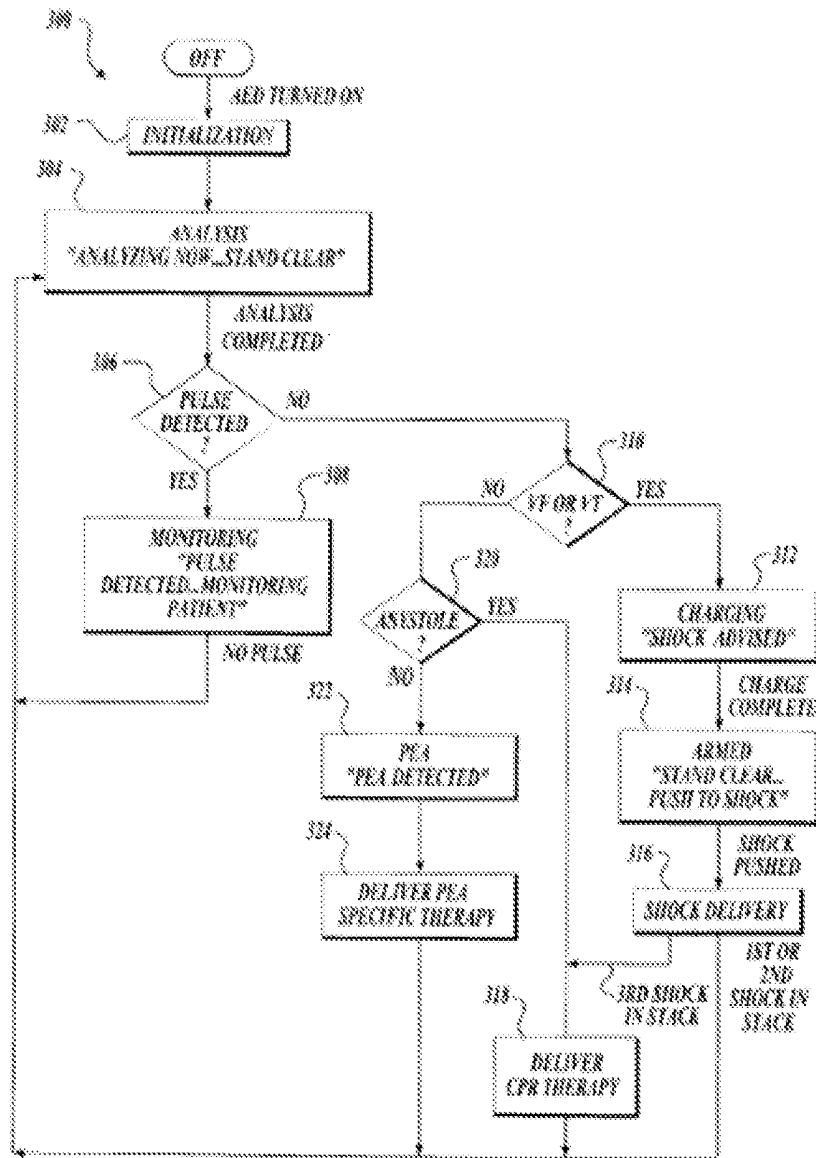 300
OFF
AED TURNED ON
302
INITIALIZATION
304
ANALYSIS
"ANALYZING NOW...STAND CLEAR"
ANALYSIS
COMPLETED
306
PULSE
DETECTED
?
NO
YES
308
MONITORING
"PULSE
DETECTED...MONITORING
PATIENT"
NO PULSE
310
VF OR VT
?
NO
YES
312
CHARGING
"SHOCK ADVISED"
CHARGE
COMPLETE
314
ARMED
"STAND CLEAR...
PUSH TO SHOCK"
SHOCK
PUSHED
316
SHOCK DELIVERY
1ST OR
2ND
SHOCK IN
STACK
3RD SHOCK
IN STACK
320
ANYSTOLE
?
YES
NO
322
PEA
"PEA DETECTED"
324
DELIVER PEA
SPECIFIC THERAPY
318
DELIVER
CPR THERAPY